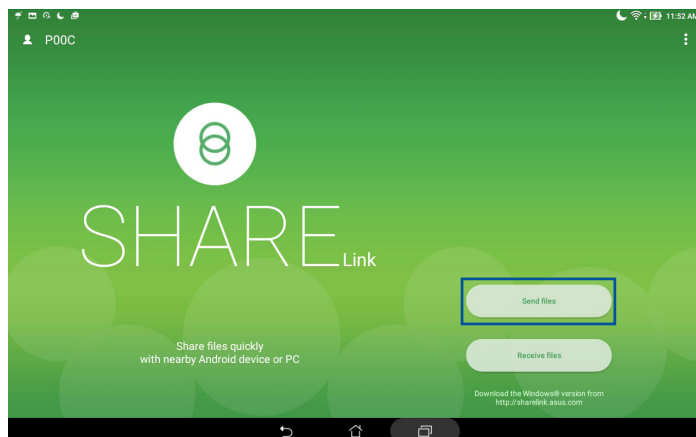 11:52 AM
P00C
SHARE Link
Send files
Share files quickly
with nearby Android device or PC
Receive files
Download the Windows® version from
http://sharelink.asus.com